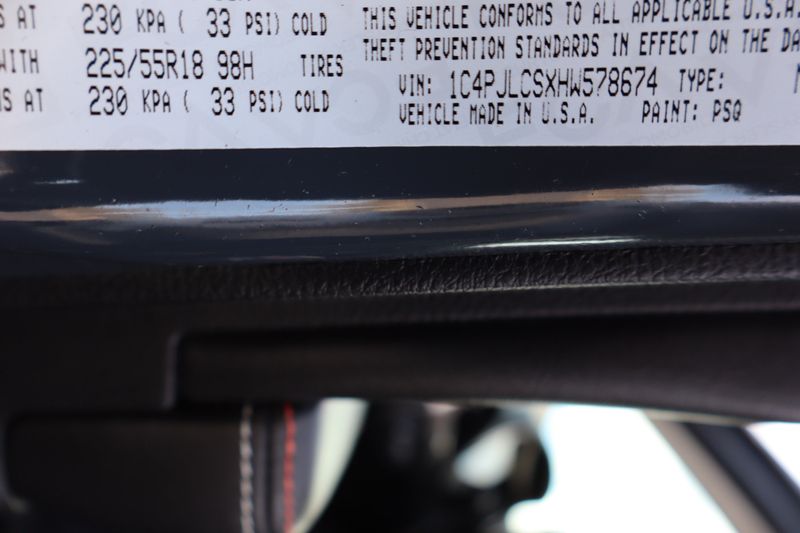 S AT 230 KPA ( 33 PSI) COLD
WITH 225/55R18 98H TIRES
NS AT 230 KPA ( 33 PSI) COLD
THIS VEHICLE CONFORMS TO ALL APPLICABLE U.S.A.
THEFT PREVENTION STANDARDS IN EFFECT ON THE DA
VIN: 1C4PJLCSXHW578674 TYPE:
VEHICLE MADE IN U.S.A. PAINT: PSQ